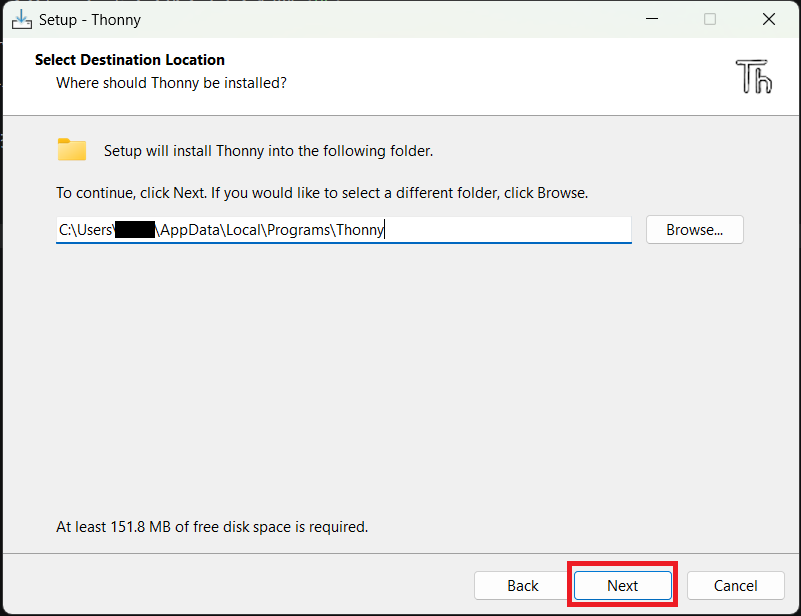 Setup - Thonny
Select Destination Location
Where should Thonny be installed?
Th
Setup will install Thonny into the following folder.
To continue, click Next. If you would like to select a different folder, click Browse.
C:\Users\ \AppData\Local\Programs\Thonny
Browse...
At least 151.8 MB of free disk space is required.
Back
Next
Cancel